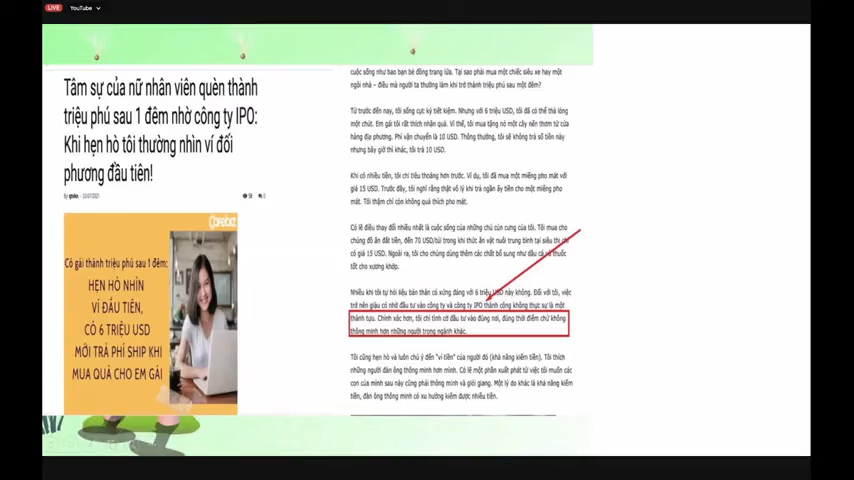 LIVE
YouTube
Tâm sự của nữ nhân viên quèn thành
triệu phú sau 1 đêm nhờ công ty IPO:
Khi hẹn hò tôi thường nhìn ví đối
phương đầu tiên!
CAFEBIZ
Cô gái thành triệu phú sau 1 đêm:
HẸN HÒ NHÌN
VÍ ĐẦU TIÊN,
CÓ 6 TRIỆU USD
MỚI TRẢ PHÍ SHIP KHI
MUA QUÀ CHO EM GÁI
cuộc sống như bao bạn bè đồng trang lứa. Tại sao phải mua một chiếc siêu xe hay một
ngôi nhà – điều mà người ta thường làm khi trở thành triệu phú sau một đêm?
Từ trước đến nay, tôi sống cực kỳ tiết kiệm. Nhưng với 6 triệu USD, tôi đã có thể thả lỏng
một chút. Em gái tôi rất thích nhãn quà. Vì thế, tôi mua tặng nó một cây nến thơm từ cửa
hàng địa phương. Phí vận chuyển là 10 USD. Thông thường, tôi sẽ không trả số tiền này
nhưng bây giờ thì khác, tôi trả 10 USD.
Khi có nhiều tiền, tôi chi tiêu thoáng hơn trước. Ví dụ, tôi đã mua một miếng pho mát với
giá 15 USD. Trước đây, tôi nghĩ rằng thật vô lý khi trả ngần ấy tiền cho một miếng pho
mát. Tôi thậm chí còn không quá thích pho mát.
Có lẽ điều thay đổi nhiều nhất là cuộc sống của những chú cún cưng của tôi. Tôi mua cho
chúng đồ ăn đắt tiền, đến 70 USD/túi trong khi thức ăn vật nuôi trung bình tại siêu thị chỉ
có giá 15 USD. Ngoài ra, tôi cho chúng dùng thêm các chất bổ sung như dầu cá và thuốc
tốt cho xương khớp.
Nhiều khi tôi tự hỏi liệu bản thân có xứng đáng với 6 triệu USD này không. Đối với tôi, việc
trở nên giàu có nhờ đầu tư vào công ty và công ty IPO thành công không thực sự là một
thành tựu. Chính xác hơn, tôi chỉ tình cờ đầu tư vào đúng nơi, đúng thời điểm chứ không
thông minh hơn những người trong ngành khác.
Tôi cũng hẹn hò và luôn chú ý đến "ví tiền" của người đó (khả năng kiếm tiền). Tôi thích
những người đàn ông thông minh hơn mình. Có lẽ một phần xuất phát từ việc tôi muốn các
con của mình sau này cũng phải thông minh và giỏi giang. Một lý do khác là khả năng kiếm
tiền, đàn ông thông minh có xu hướng kiếm được nhiều tiền.